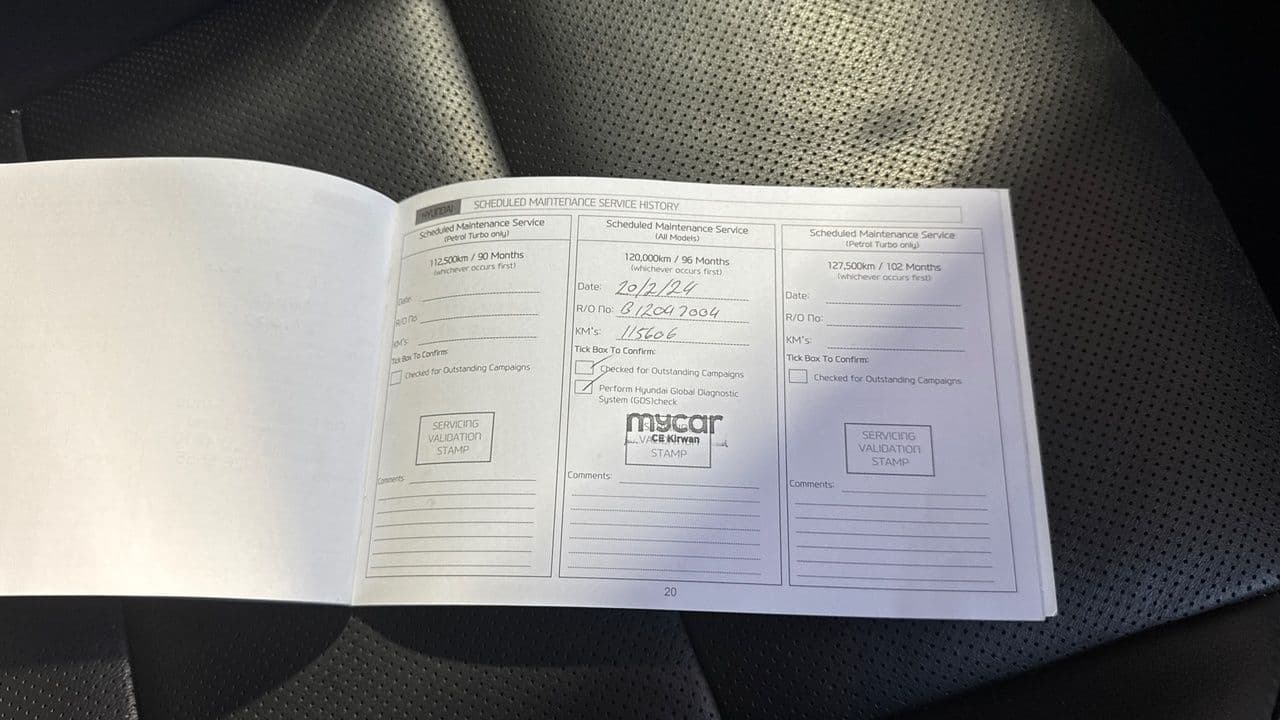 HYUNDAI SCHEDULED MAINTENANCE SERVICE HISTORY
Scheduled Maintenance Service
(Petrol Turbo only)
112,500km / 90 Months
(whichever occurs first)
Date:
R/O No:
KM's:
Tick Box To Confirm:
Checked for Outstanding Campaigns
SERVICING
VALIDATION
STAMP
Comments:
Scheduled Maintenance Service
(All Models)
120,000km / 96 Months
(whichever occurs first)
Date: 20/2/24
R/O No: B12047004
KM's: 115606
Tick Box To Confirm:
Checked for Outstanding Campaigns
Perform Hyundai Global Diagnostic
System (GDS)check
mycar
CE Kirwan
STAMP
Comments:
Scheduled Maintenance Service
(Petrol Turbo only)
127,500km / 102 Months
(whichever occurs first)
Date:
R/O No:
KM's:
Tick Box To Confirm:
Checked for Outstanding Campaigns
SERVICING
VALIDATION
STAMP
Comments:
20